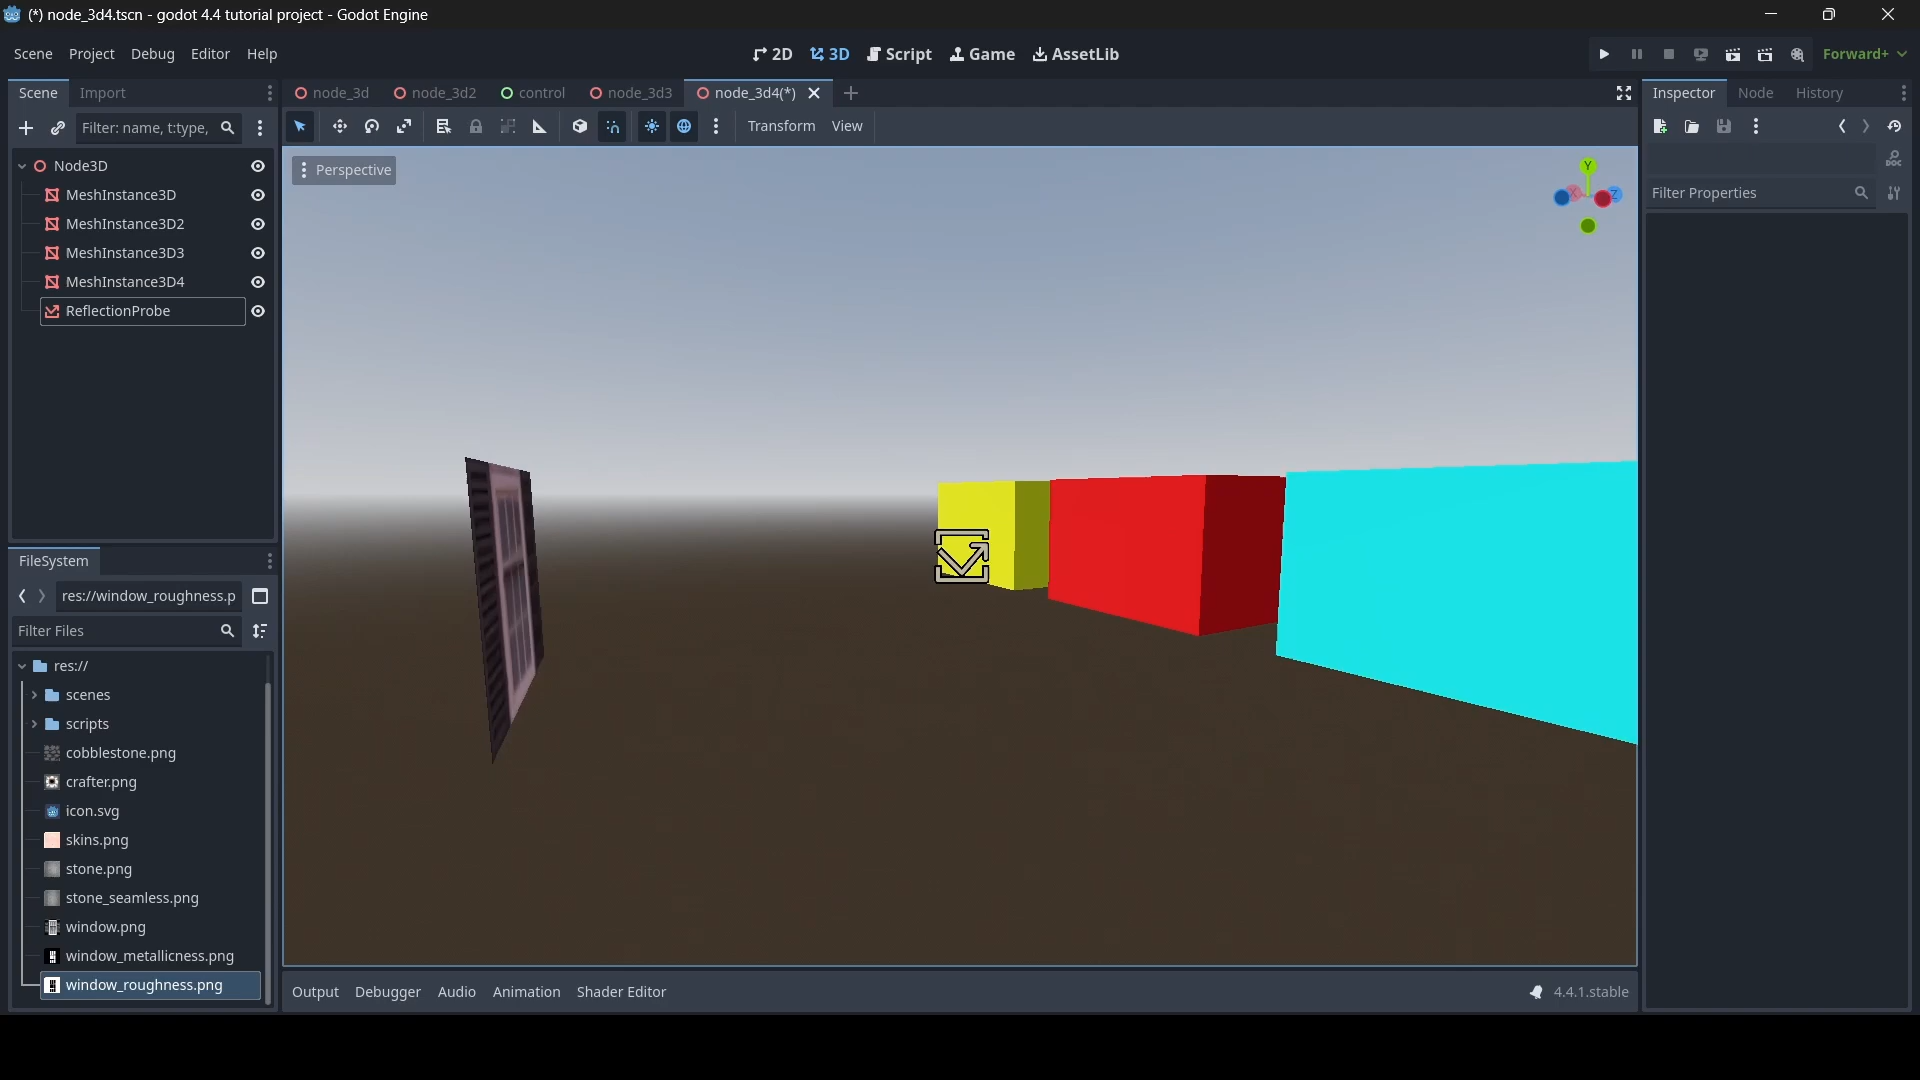 (*) node_3d4.tscn - godot 4.4 tutorial project - Godot Engine
Scene Project Debug Editor Help
2D 3D Script Game AssetLib
Forward+
Scene Import
node_3d node_3d2 control node_3d3 node_3d4(*)
Inspector Node History
Filter: name, t:type,
Transform View
DOC
Filter Properties
Perspective
Y
X
Z
Node3D
MeshInstance3D
MeshInstance3D2
MeshInstance3D3
MeshInstance3D4
ReflectionProbe
FileSystem
res://window_roughness.p
Filter Files
res://
scenes
scripts
cobblestone.png
crafter.png
icon.svg
skins.png
stone.png
stone_seamless.png
window.png
window_metallicness.png
window_roughness.png
Output Debugger Audio Animation Shader Editor
4.4.1.stable